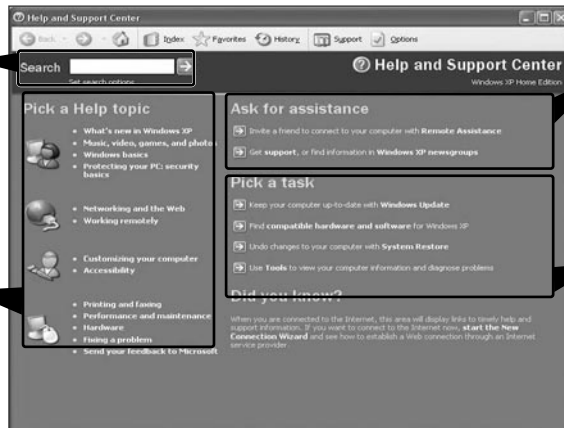 Help and Support Center
Back
Index
Favorites
History
Support
Options
Search
Set search options
Help and Support Center
Windows XP Home Edition
Pick a Help topic
What's new in Windows XP
Music, video, games, and photos
Windows basics
Protecting your PC: security
basics
Networking and the Web
Working remotely
Customizing your computer
Accessibility
Printing and faxing
Performance and maintenance
Hardware
Fixing a problem
Send your feedback to Microsoft
Ask for assistance
Invite a friend to connect to your computer with Remote Assistance
Get support, or find information in Windows XP newsgroups
Pick a task
Keep your computer up-to-date with Windows Update
Find compatible hardware and software for Windows XP
Undo changes to your computer with System Restore
Use Tools to view your computer information and diagnose problems
Did you know?
When you are connected to the Internet, this area will display links to timely help and
support information. If you want to connect to the Internet now, start the New
Connection Wizard and see how to establish a Web connection through an Internet
service provider.